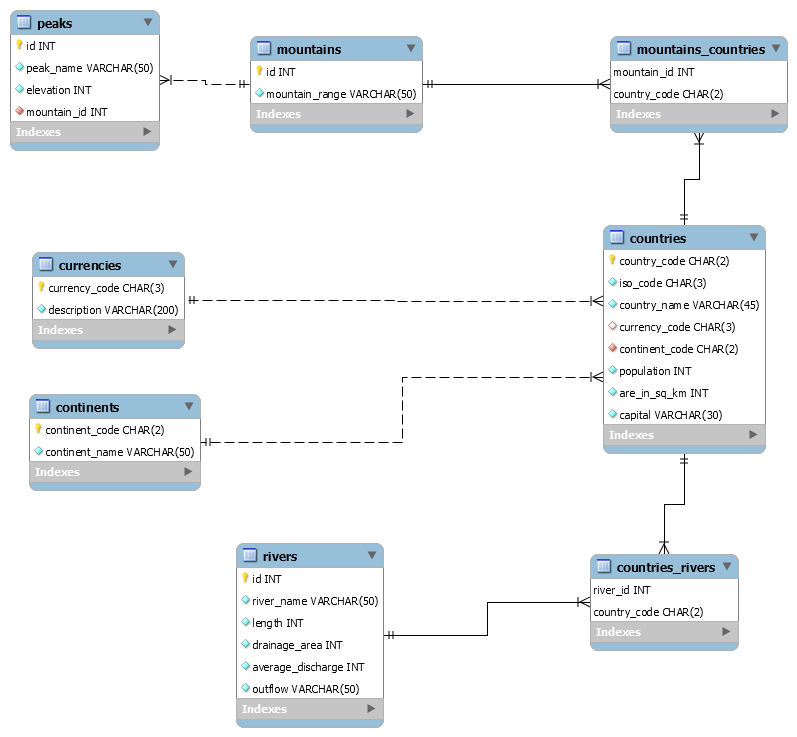 peaks
id INT
peak_name VARCHAR(50)
elevation INT
mountain_id INT
Indexes
mountains
id INT
mountain_range VARCHAR(50)
Indexes
mountains_countries
mountain_id INT
country_code CHAR(2)
Indexes
currencies
currency_code CHAR(3)
description VARCHAR(200)
Indexes
continents
continent_code CHAR(2)
continent_name VARCHAR(50)
Indexes
countries
country_code CHAR(2)
iso_code CHAR(3)
country_name VARCHAR(45)
currency_code CHAR(3)
continent_code CHAR(2)
population INT
are_in_sq_km INT
capital VARCHAR(30)
Indexes
rivers
id INT
river_name VARCHAR(50)
length INT
drainage_area INT
average_discharge INT
outflow VARCHAR(50)
Indexes
countries_rivers
river_id INT
country_code CHAR(2)
Indexes